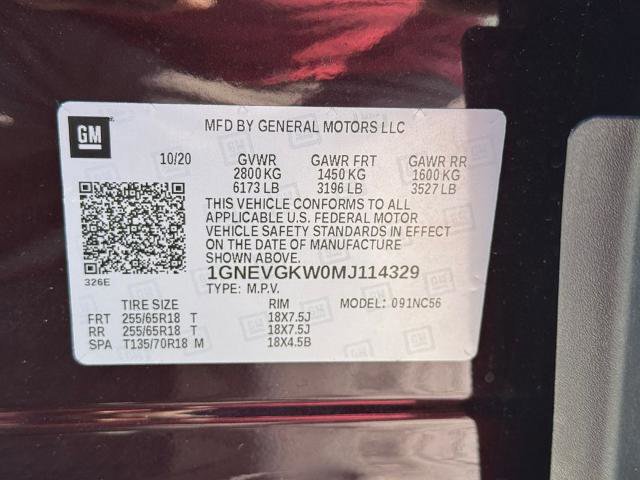 GM
MFD BY GENERAL MOTORS LLC
10/20 GVWR GAWR FRT GAWR RR
2800 KG 1450 KG 1600 KG
6173 LB 3196 LB 3527 LB
THIS VEHICLE CONFORMS TO ALL
APPLICABLE U.S. FEDERAL MOTOR
VEHICLE SAFETY STANDARDS IN EFFECT
ON THE DATE OF MANUFACTURE
SHOWN ABOVE.
326E
1GNEVGKW0MJ114329
TYPE: M.P.V.
TIRE SIZE RIM MODEL: 091NC56
FRT 255/65R18 T 18X7.5J
RR 255/65R18 T 18X7.5J
SPA T135/70R18 M 18X4.5B